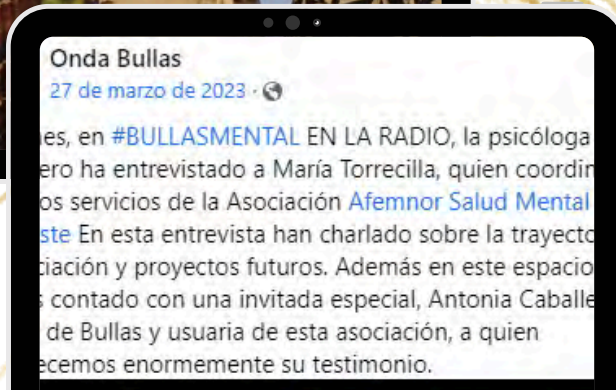 Onda Bullas
27 de marzo de 2023 ·
es, en #BULLASMENTAL EN LA RADIO, la psicóloga
ero ha entrevistado a María Torrecilla, quien coordin
os servicios de la Asociación Afemnor Salud Mental
ste En esta entrevista han charlado sobre la trayecto
ciación y proyectos futuros. Además en este espacio
s contado con una invitada especial, Antonia Caballe
de Bullas y usuaria de esta asociación, a quien
ecemos enormemente su testimonio.